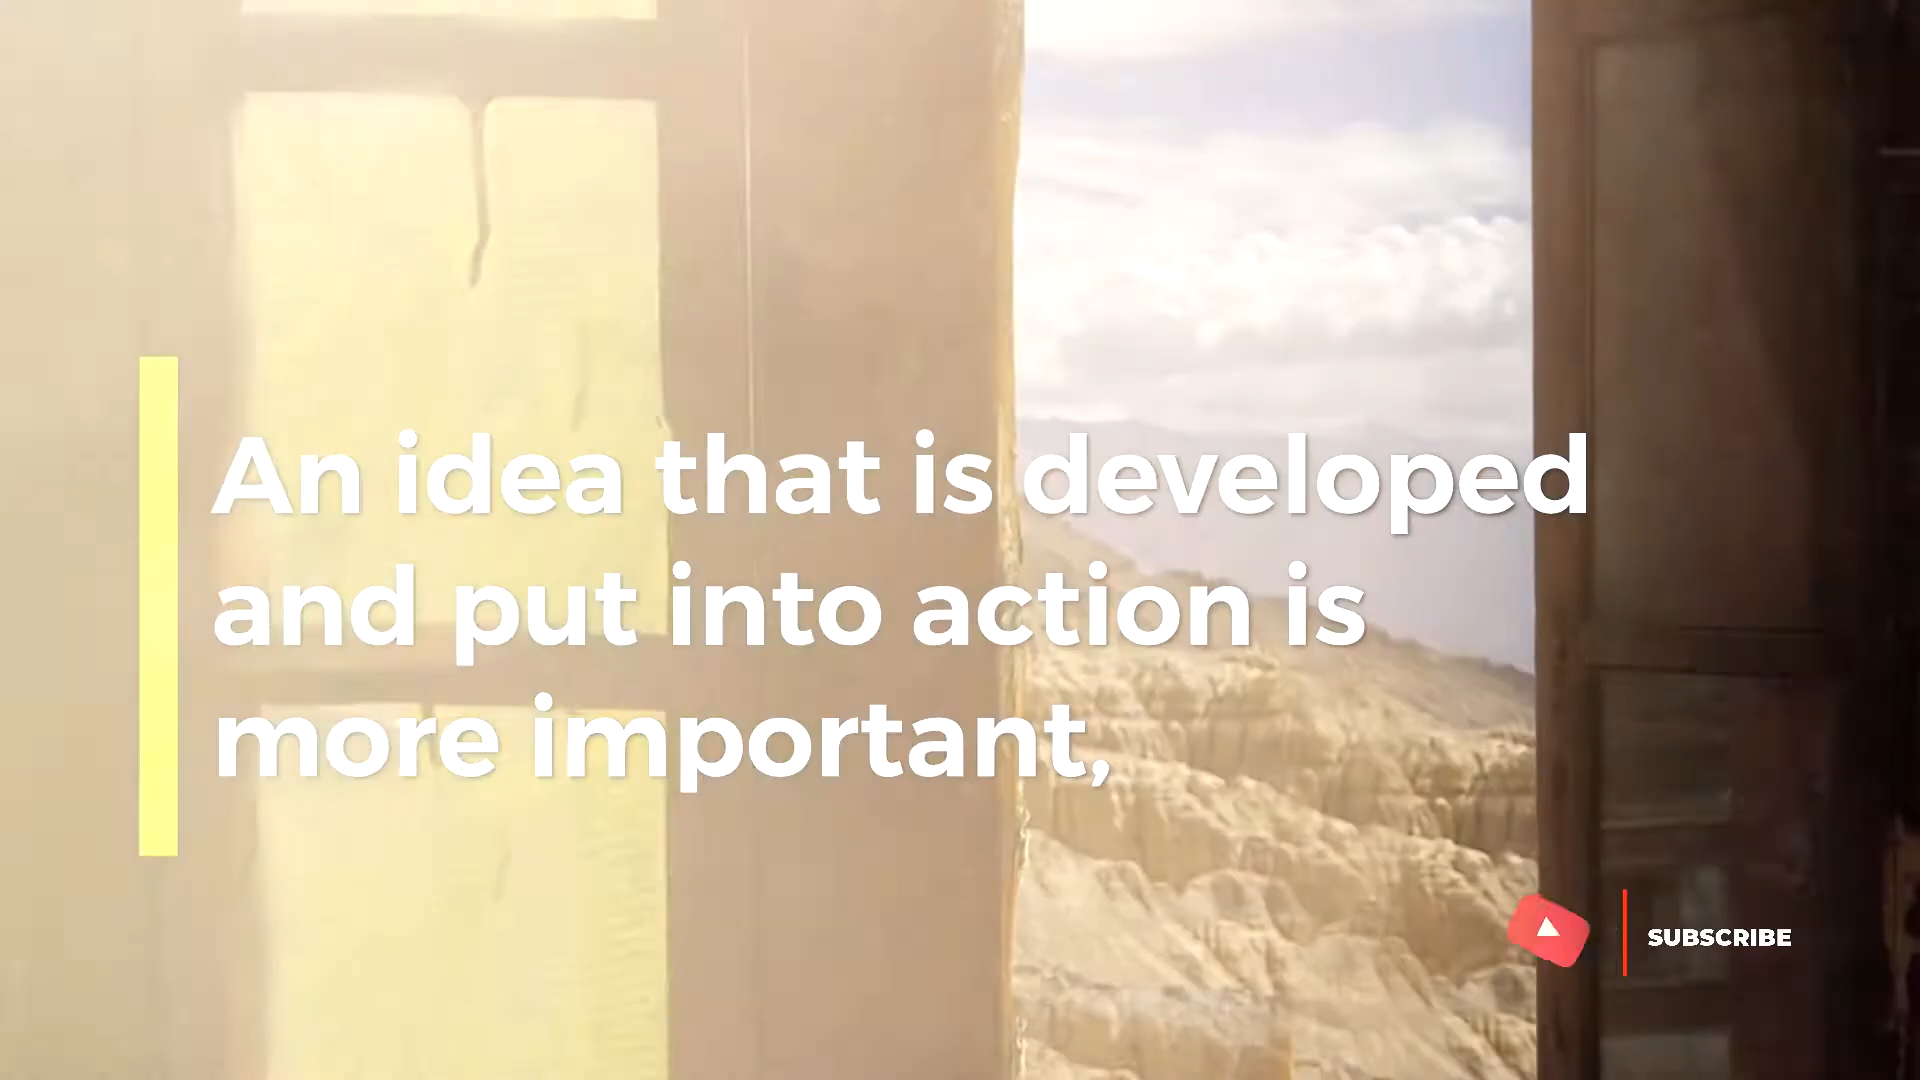 An idea that is developed
and put into action is
more important,
SUBSCRIBE